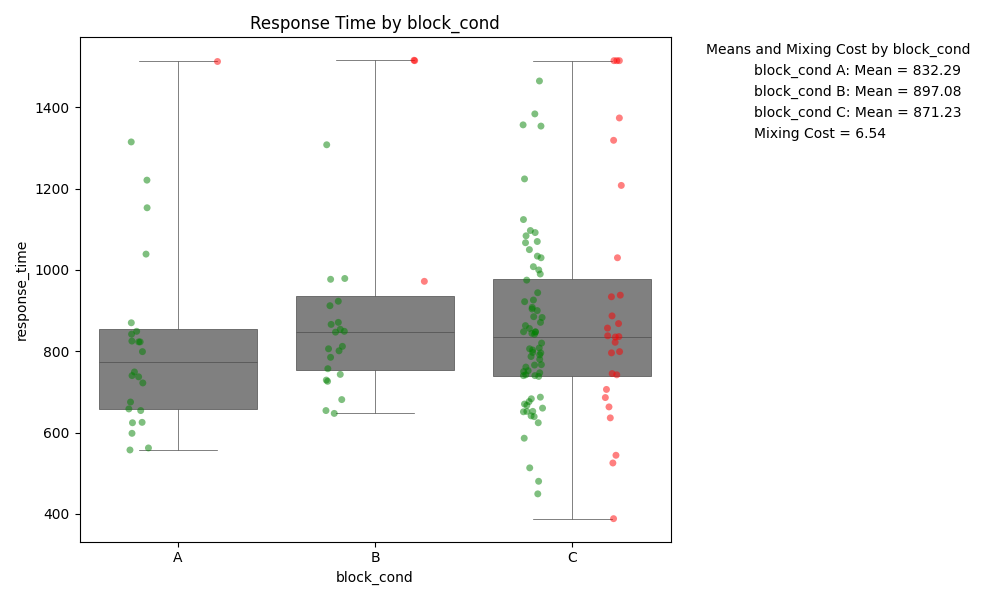 Response Time by block_cond
Means and Mixing Cost by block_cond
block_cond A: Mean = 832.29
block_cond B: Mean = 897.08
block_cond C: Mean = 871.23
Mixing Cost = 6.54
response_time
1400
1200
1000
800
600
400
A B C
block_cond